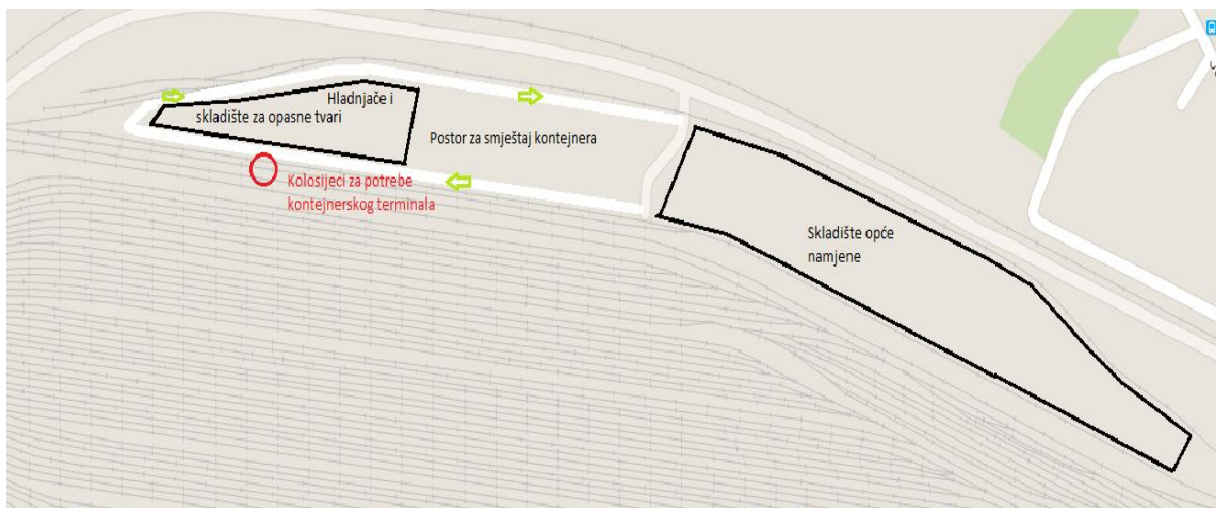 Hladnjače i
skladište za opasne tvari
Postor za smještaj kontejnera
Kolosijeci za potrebe
kontejnerskog terminala
Skladište opće
namjene